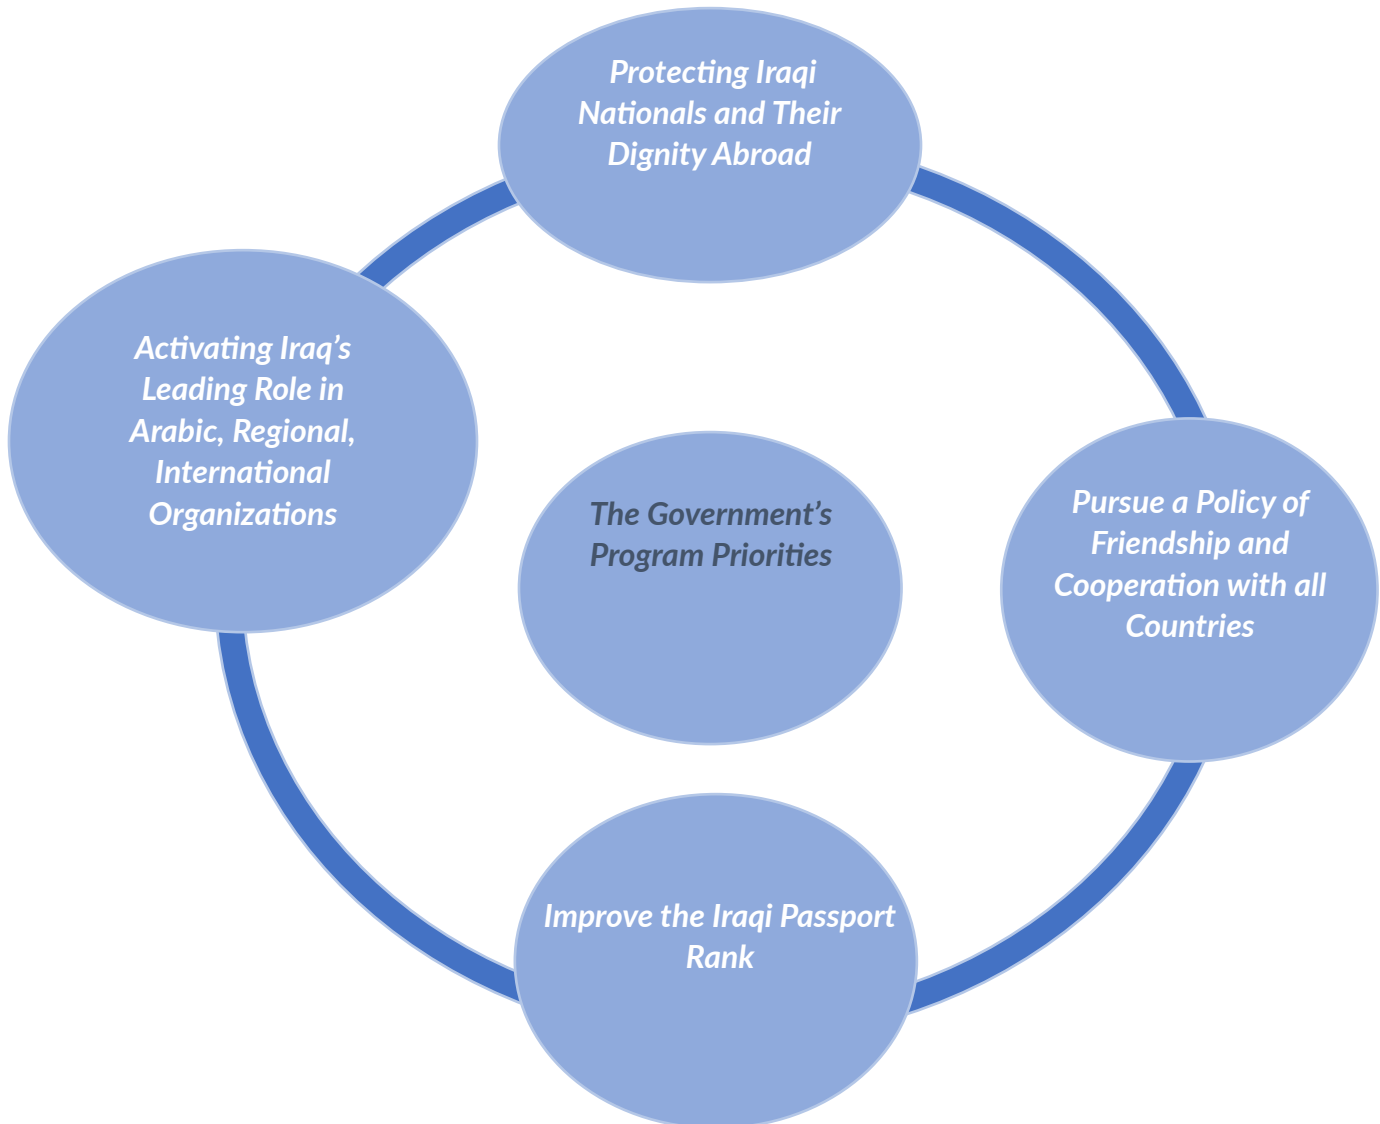 Protecting Iraqi
Nationals and Their
Dignity Abroad
Activating Iraq’s
Leading Role in
Arabic, Regional,
International
Organizations
The Government’s
Program Priorities
Pursue a Policy of
Friendship and
Cooperation with all
Countries
Improve the Iraqi Passport
Rank